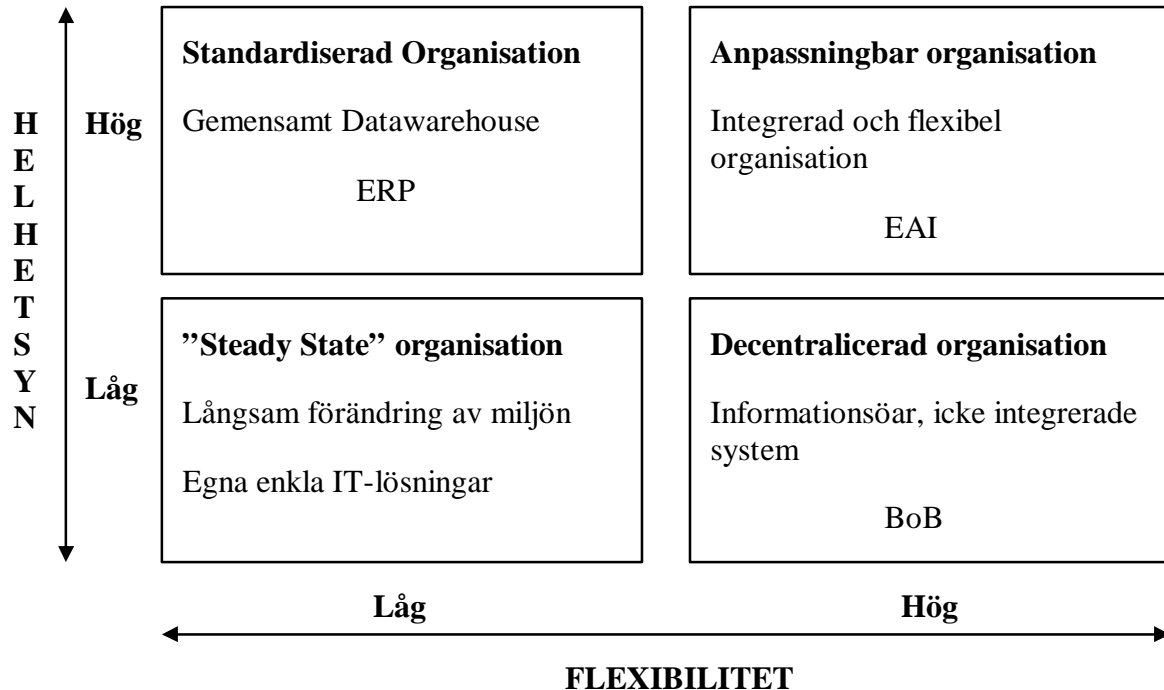 Standardiserad Organisation
Gemensamt Datawarehouse
ERP
Anpassningbar organisation
Integrerad och flexibel
organisation
EAI
HELHETSYN
Hög
Låg
”Steady State” organisation
Långsam förändring av miljön
Egna enkla IT-lösningar
Decentralicerad organisation
Informationsöar, icke integrerade
system
BoB
Låg
Hög
FLEXIBILITET